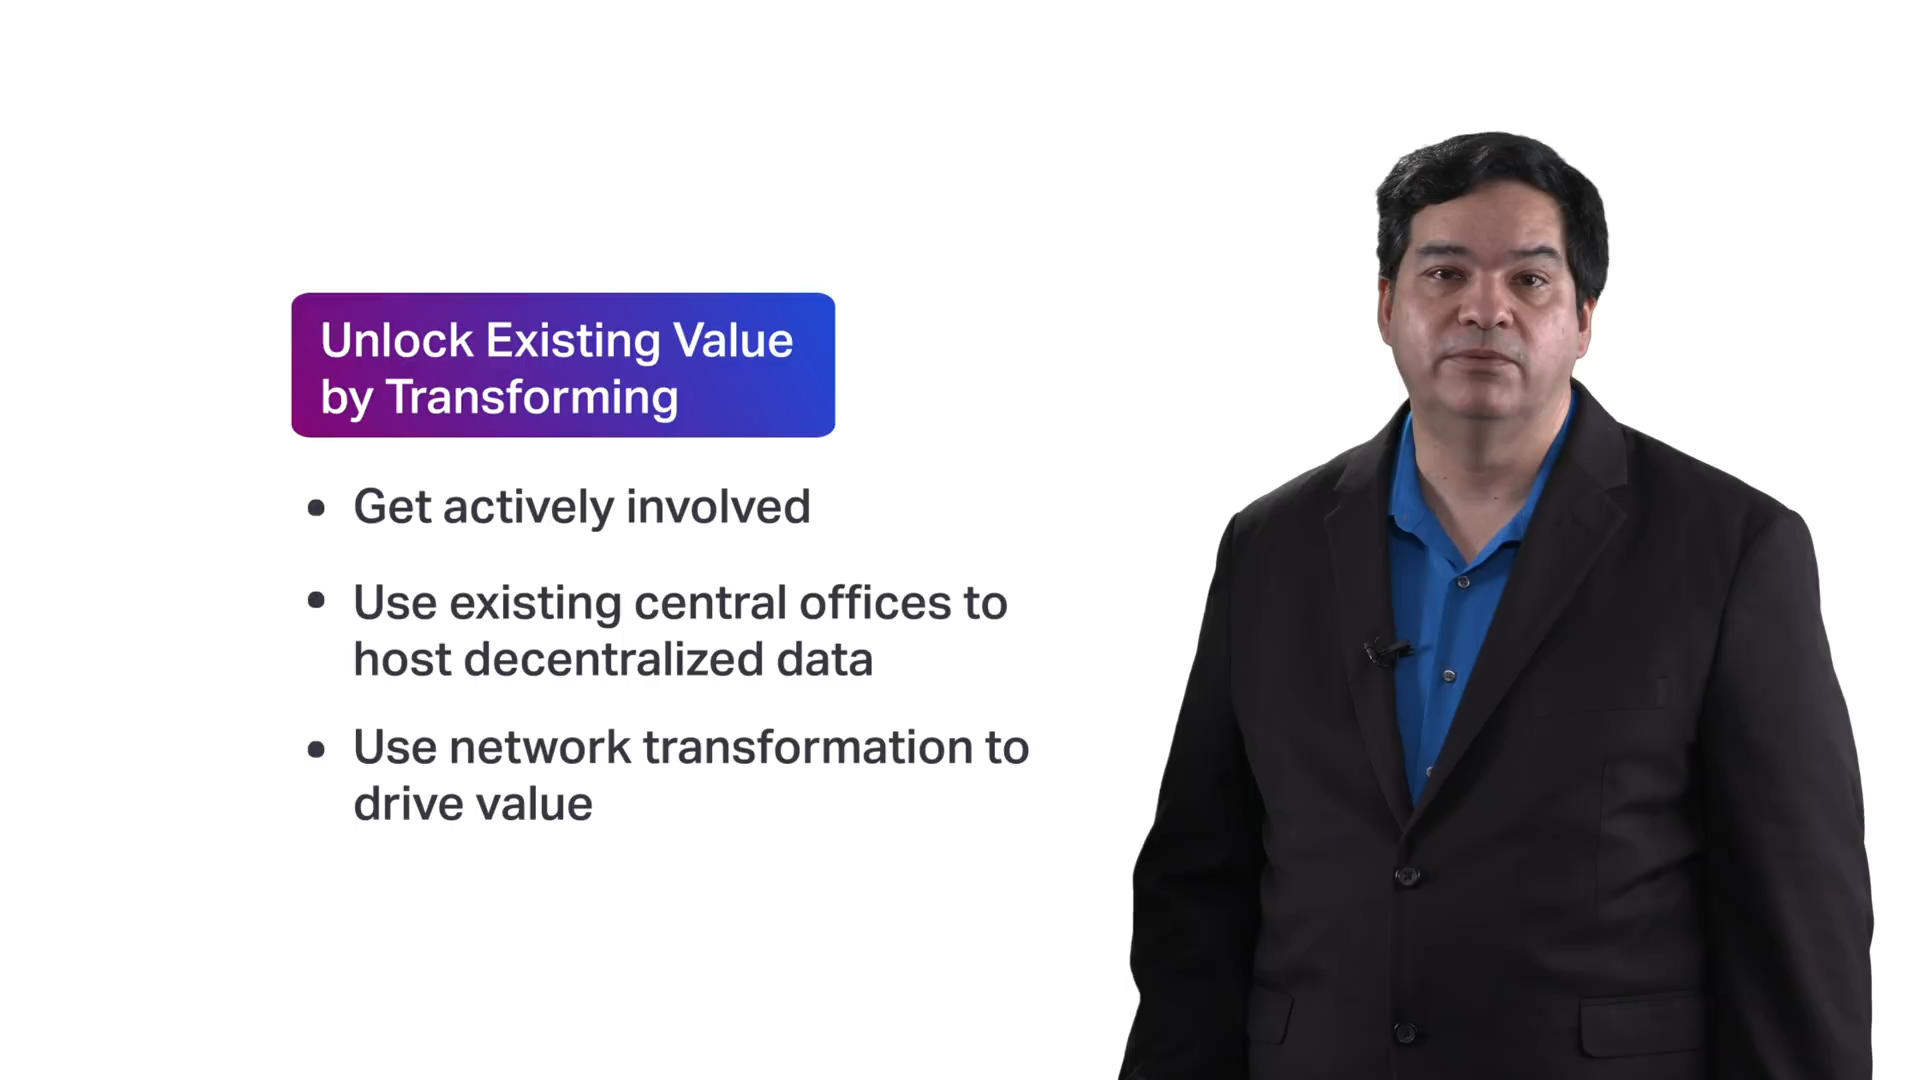 Unlock Existing Value
by Transforming
• Get actively involved
• Use existing central offices to
host decentralized data
• Use network transformation to
drive value